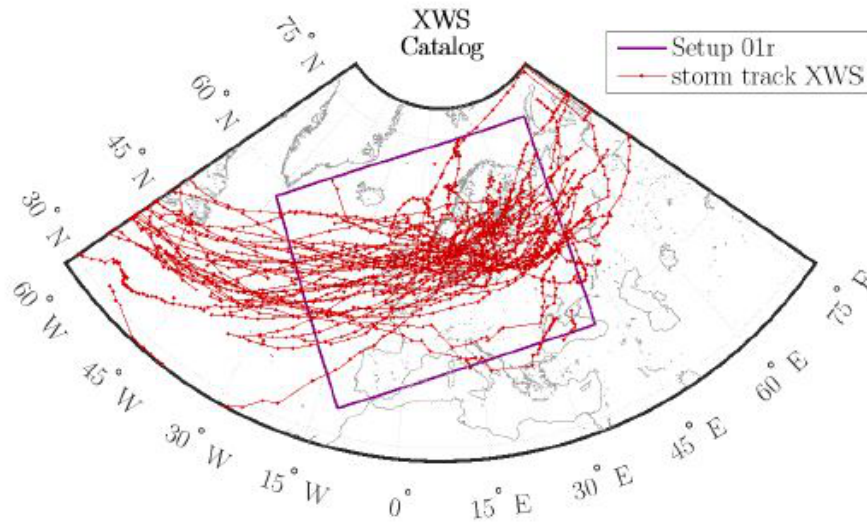 XWS
Catalog
Setup 01r
storm track XWS
75° N
60° N
45° N
30° N
60° W
45° W
30° W
15° W
0°
15° E
30° E
45° E
60° E
75° E